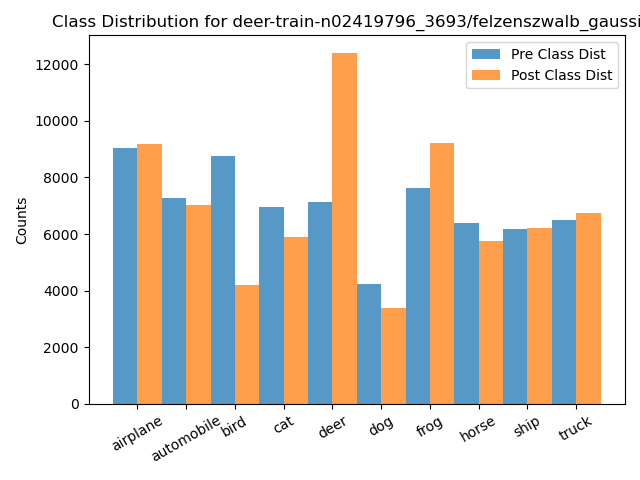 Class Distribution for deer-train-n02419796_3693/felzenszwalb_gaussi
Pre Class Dist
Post Class Dist
Counts
12000
10000
8000
6000
4000
2000
0
airplane
automobile
bird
cat
deer
dog
frog
horse
ship
truck